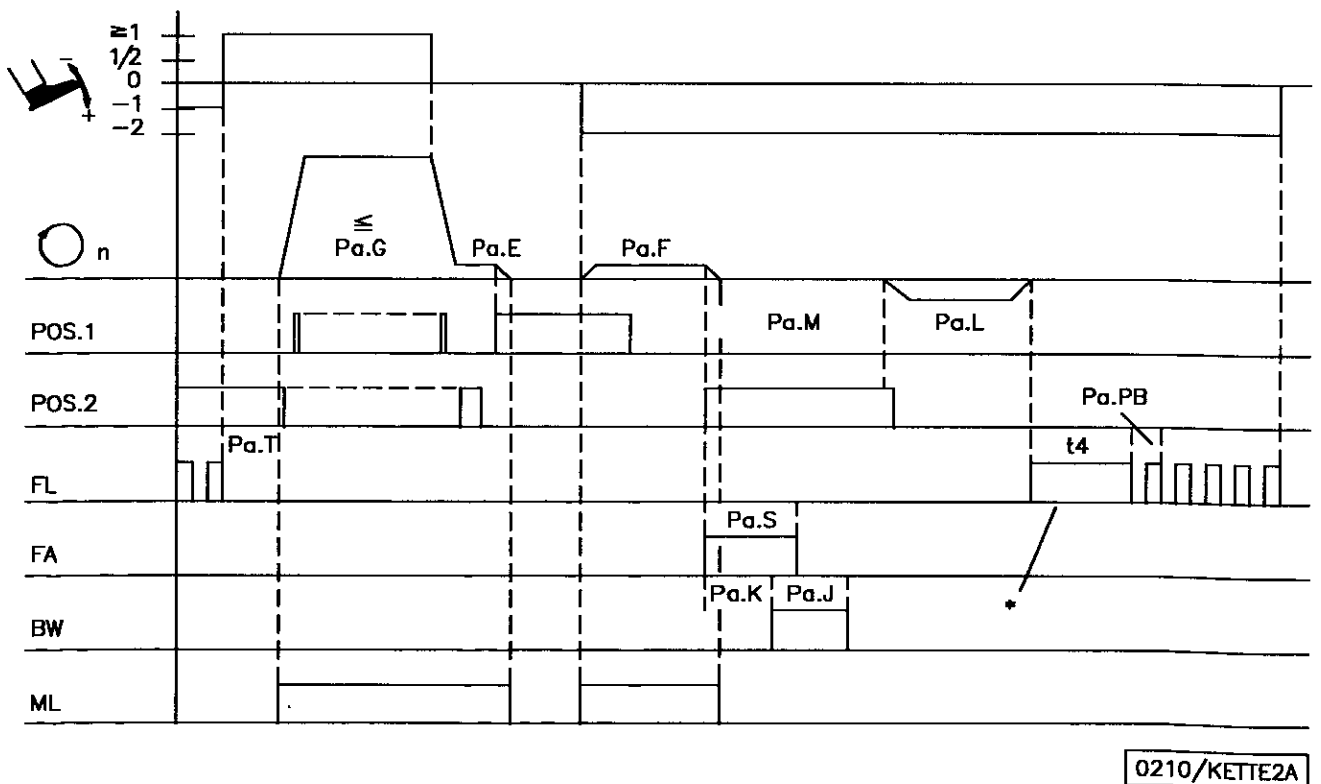 ≥1
1/2
0
−1
−2
−
+
n
≦
Pa.G
Pa.E
Pa.F
POS.1
Pa.M
Pa.L
POS.2
Pa.PB
Pa.T
t4
FL
Pa.S
FA
Pa.K
Pa.J
*
BW
ML
0210/KETTE2A